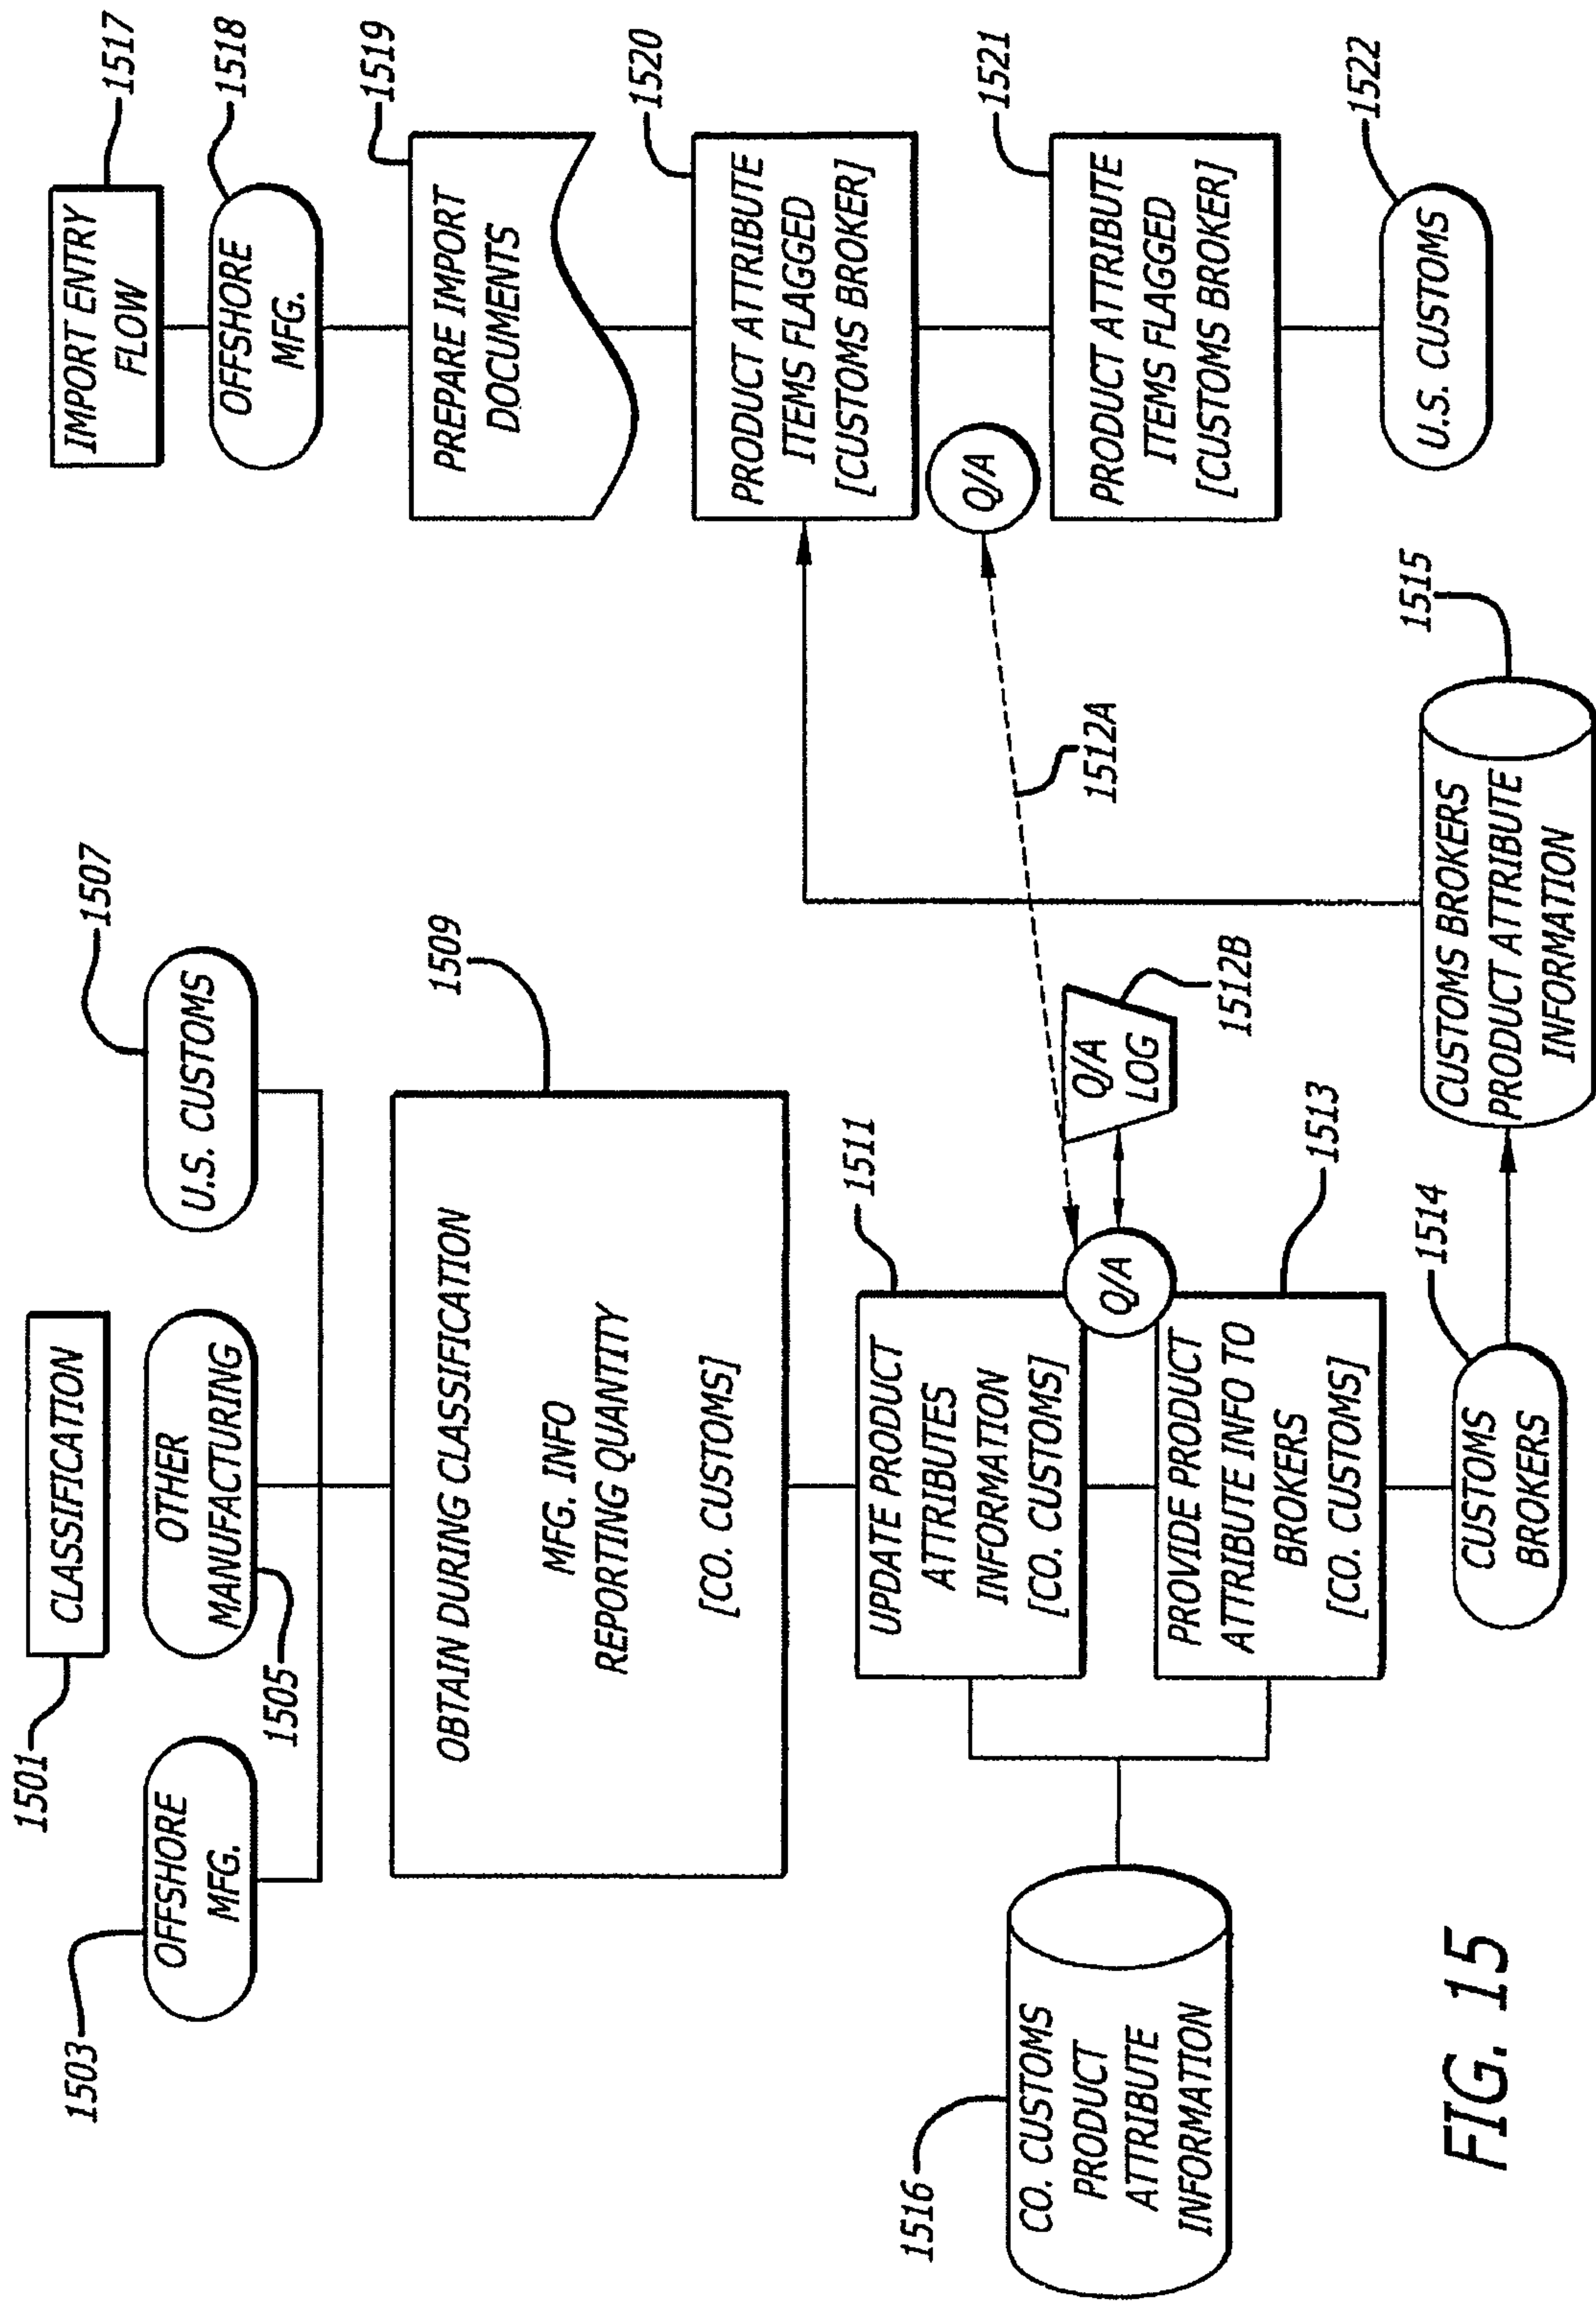 1501
CLASSIFICATION
1503
OFFSHORE
MFG.
OTHER
MANUFACTURING
1505
U.S. CUSTOMS
1507
OBTAIN DURING CLASSIFICATION
MFG. INFO
REPORTING QUANTITY
[CO. CUSTOMS]
1509
UPDATE PRODUCT
ATTRIBUTES
INFORMATION
[CO. CUSTOMS]
1511
Q/A
Q/A
LOG
1512B
1512A
PROVIDE PRODUCT
ATTRIBUTE INFO TO
BROKERS
[CO. CUSTOMS]
1513
1516
CO. CUSTOMS
PRODUCT
ATTRIBUTE
INFORMATION
CUSTOMS
BROKERS
1514
CUSTOMS BROKERS
PRODUCT ATTRIBUTE
INFORMATION
1515
IMPORT ENTRY
FLOW
1517
OFFSHORE
MFG.
1518
PREPARE IMPORT
DOCUMENTS
1519
PRODUCT ATTRIBUTE
ITEMS FLAGGED
[CUSTOMS BROKER]
1520
Q/A
PRODUCT ATTRIBUTE
ITEMS FLAGGED
[CUSTOMS BROKER]
1521
U.S. CUSTOMS
1522
FIG. 15